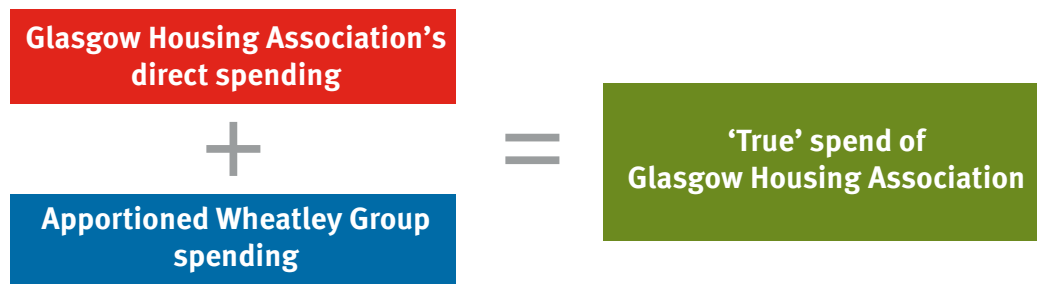 Glasgow Housing Association’s
direct spending
+
Apportioned Wheatley Group
spending
=
‘True’ spend of
Glasgow Housing Association